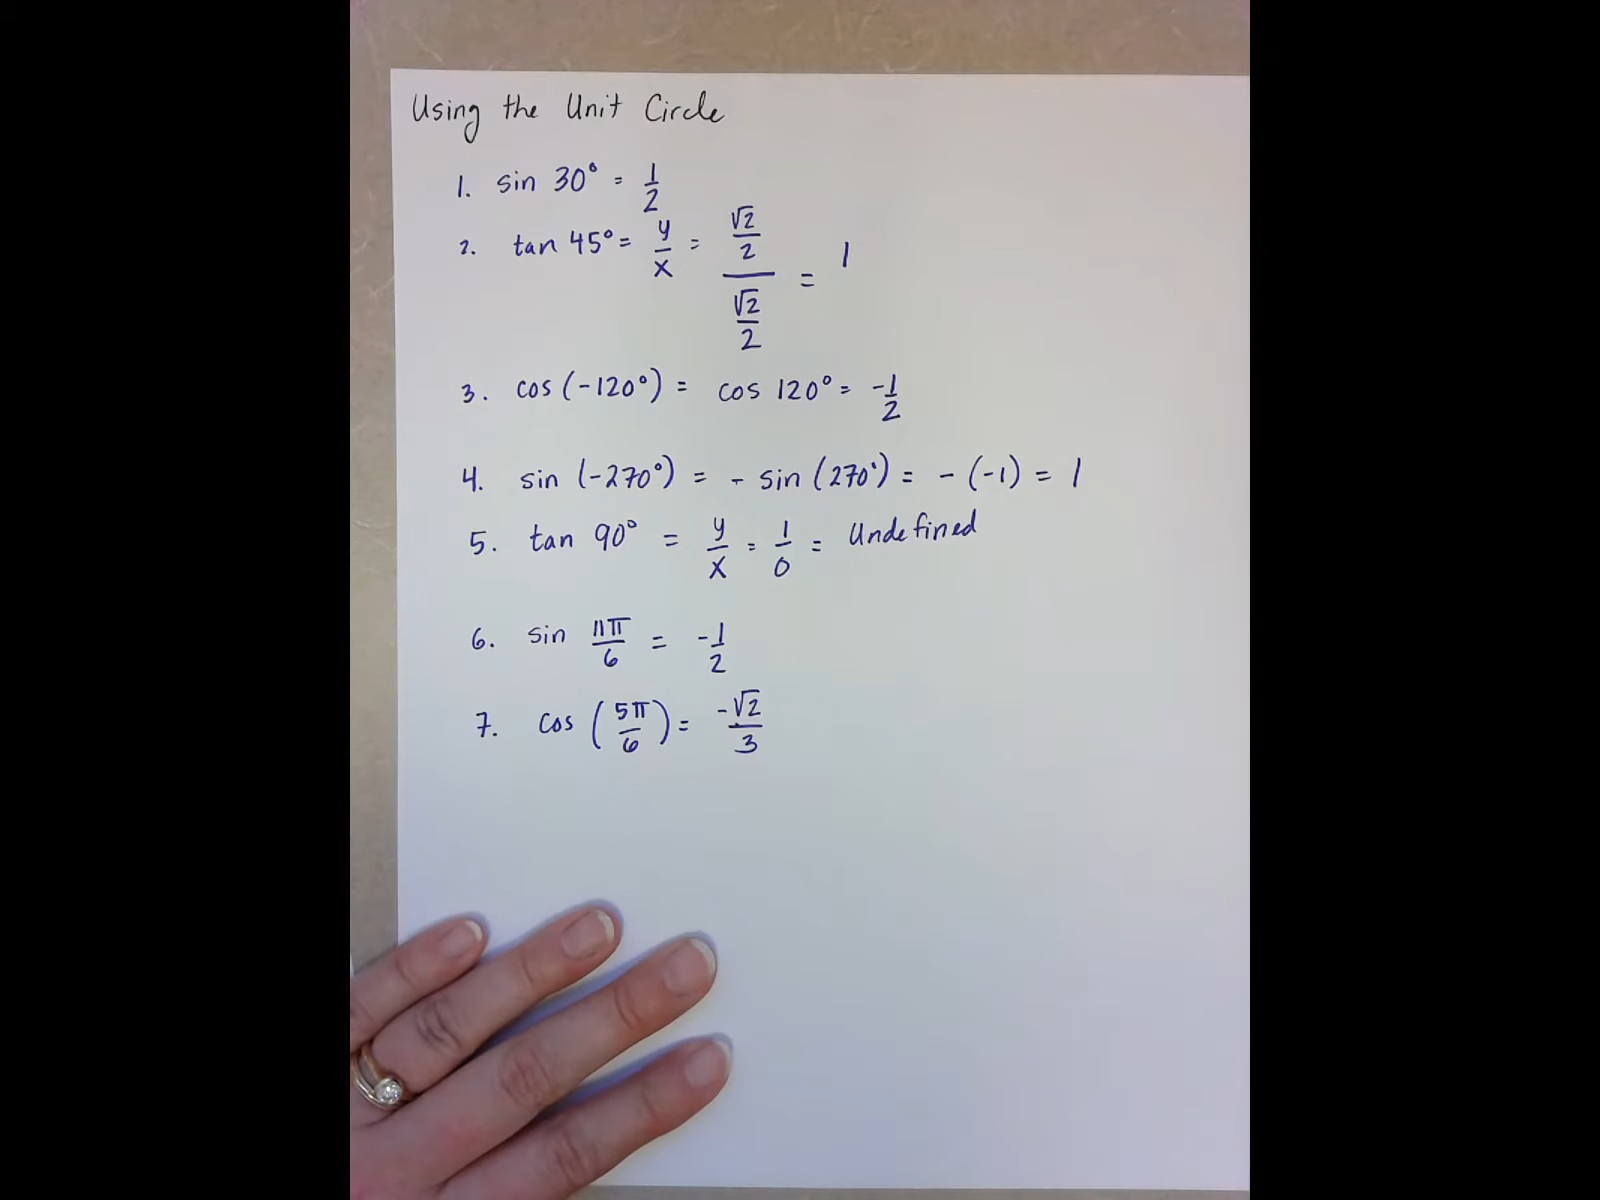 Using the Unit Circle
1. sin 30° = 1/2
2. tan 45° = y/x = (√2/2)/(√2/2) = 1
3. cos(-120°) = cos 120° = -1/2
4. sin (-270°) = - sin (270°) = - (-1) = 1
5. tan 90° = y/x = 1/0 = Undefined
6. sin 11π/6 = -1/2
7. cos (5π/6) = -√2/3